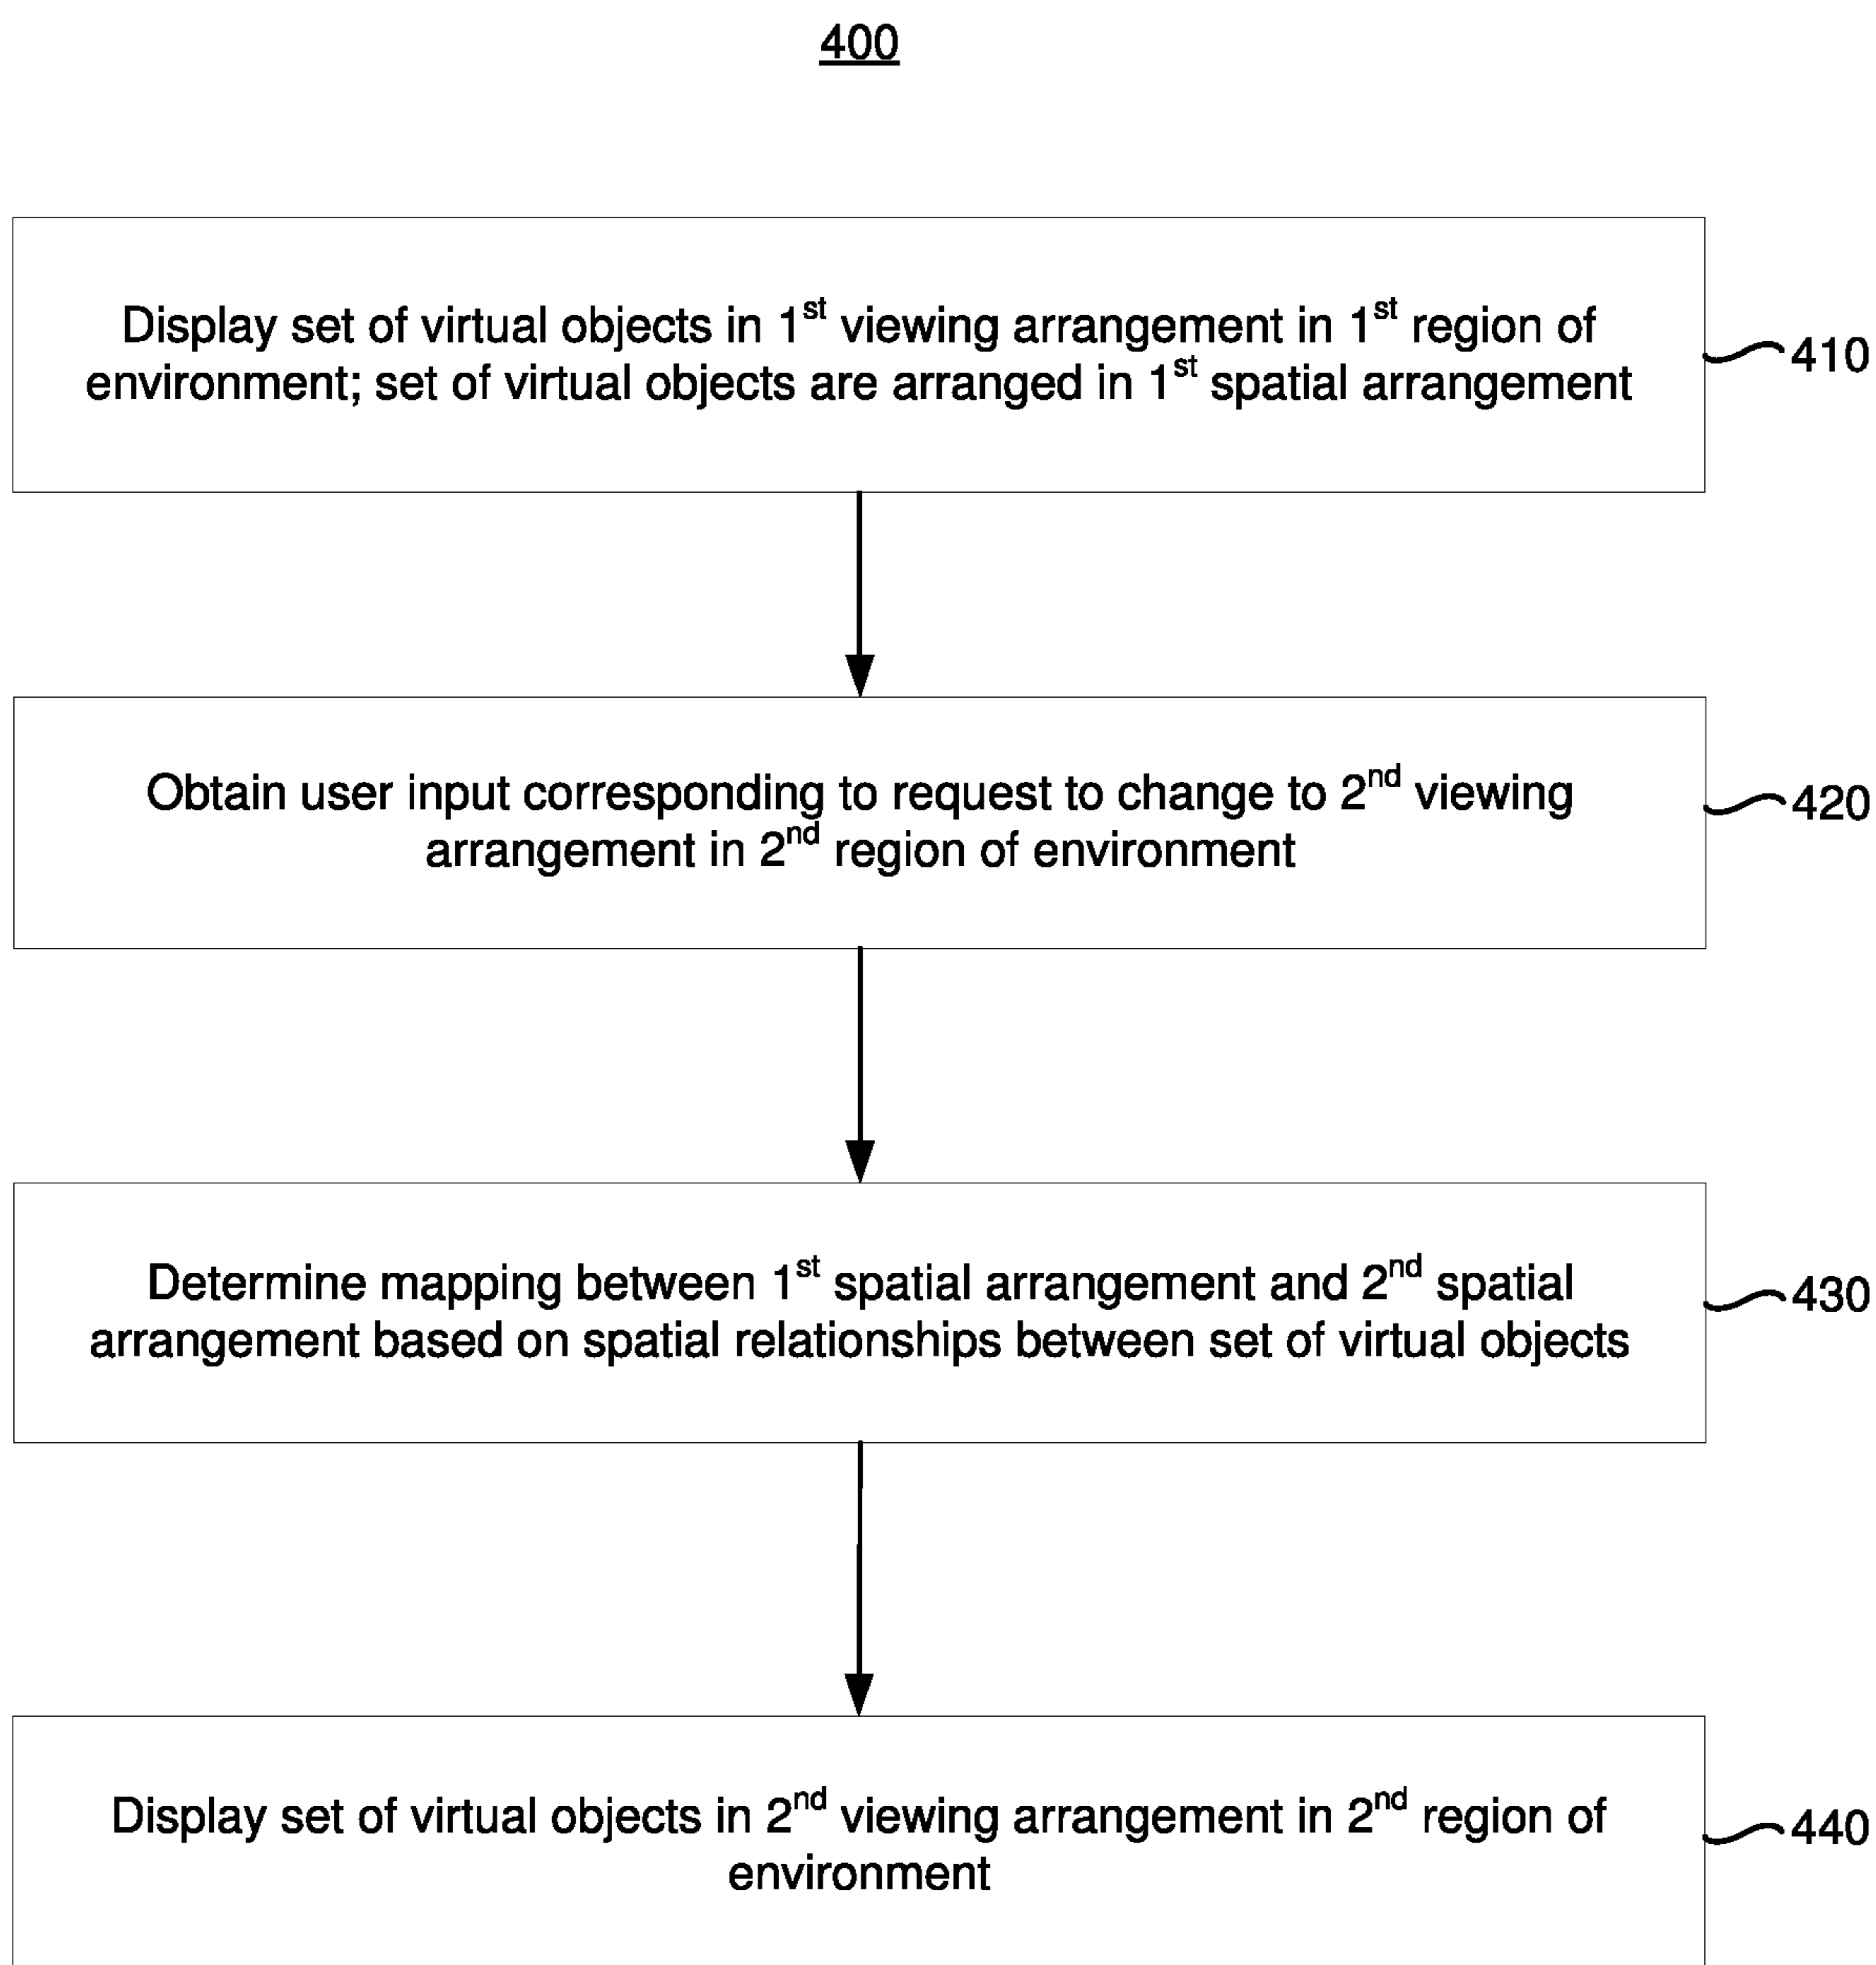 400
Display set of virtual objects in 1st viewing arrangement in 1st region of
environment; set of virtual objects are arranged in 1st spatial arrangement
410
Obtain user input corresponding to request to change to 2nd viewing
arrangement in 2nd region of environment
420
Determine mapping between 1st spatial arrangement and 2nd spatial
arrangement based on spatial relationships between set of virtual objects
430
Display set of virtual objects in 2nd viewing arrangement in 2nd region of
environment
440